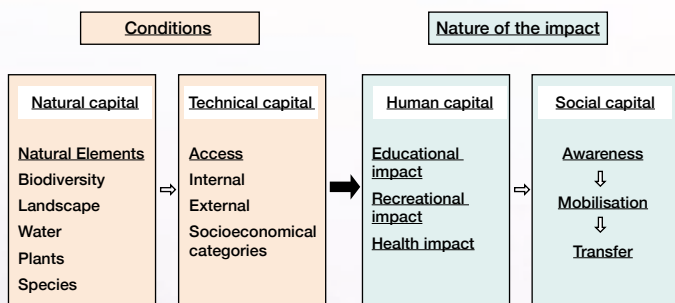 Conditions
Nature of the impact
Natural capital
Natural Elements
Biodiversity
Landscape
Water
Plants
Species
Technical capital
Access
Internal
External
Socioeconomical
categories
Human capital
Educational
impact
Recreational
impact
Health impact
Social capital
Awareness
Mobilisation
Transfer